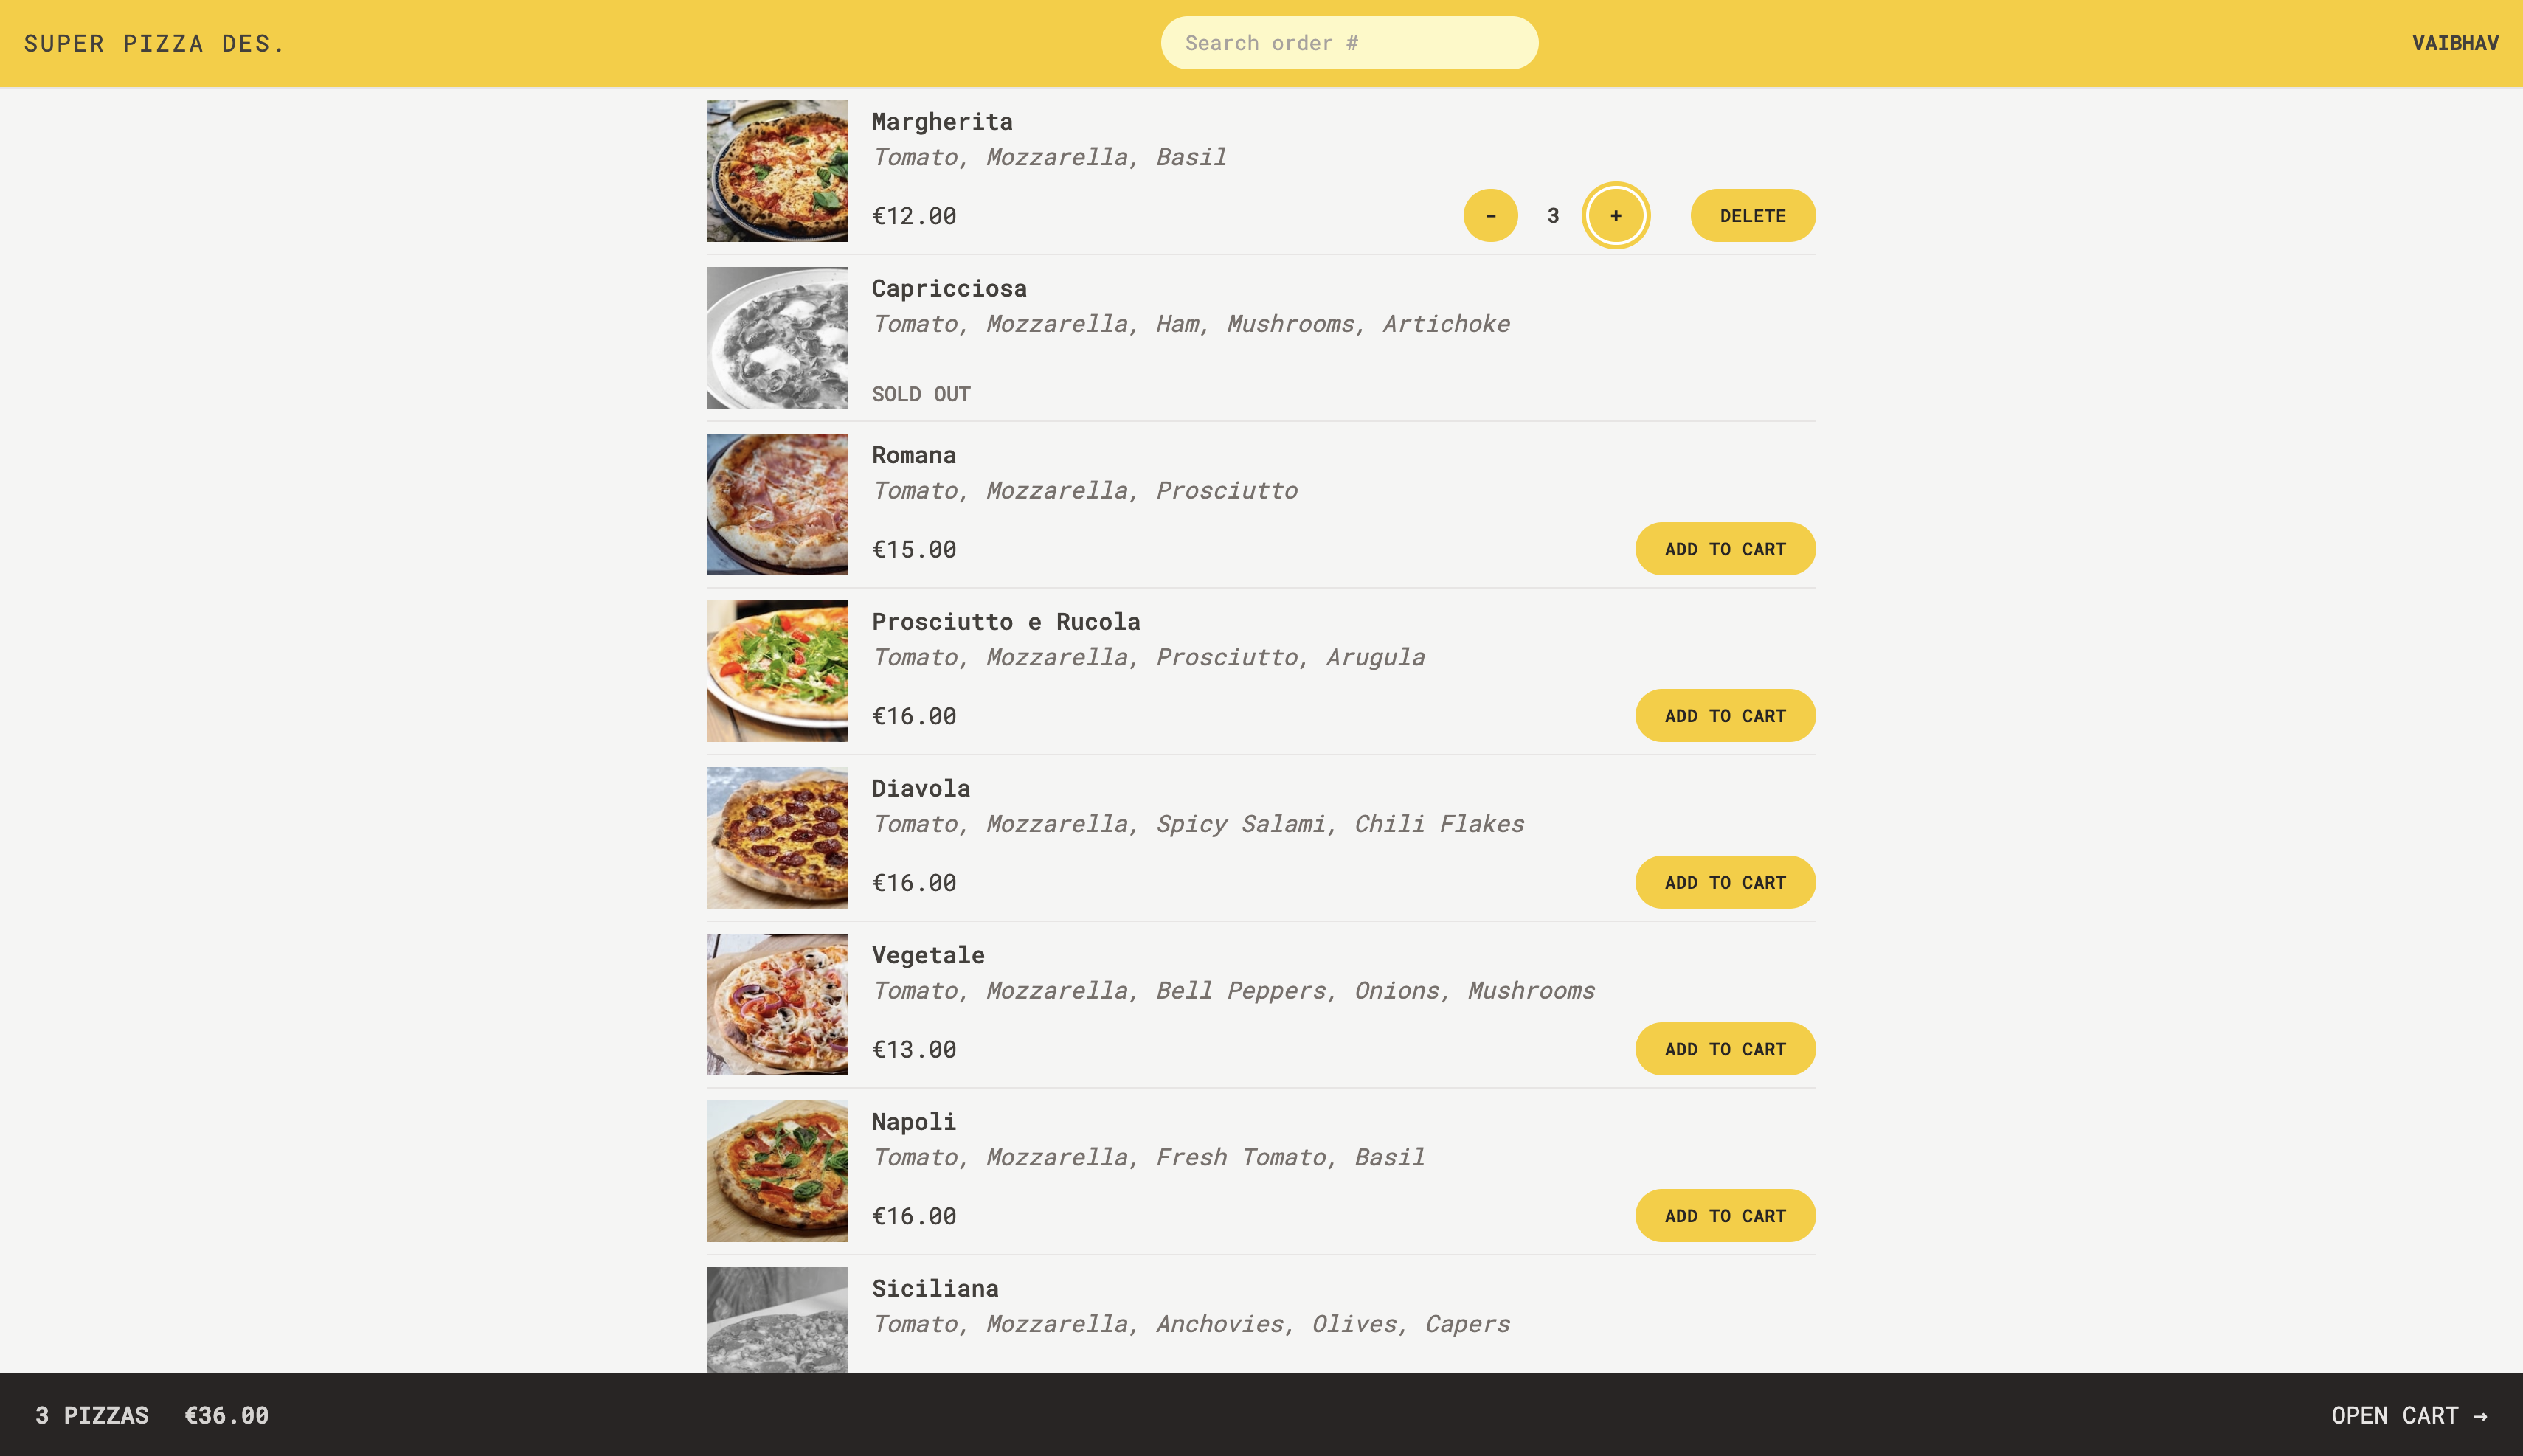 SUPER PIZZA DES.
Search order #
VAIBHAV
Margherita
Tomato, Mozzarella, Basil
€12.00
-
3
+
DELETE
Capricciosa
Tomato, Mozzarella, Ham, Mushrooms, Artichoke
SOLD OUT
Romana
Tomato, Mozzarella, Prosciutto
€15.00
ADD TO CART
Prosciutto e Rucola
Tomato, Mozzarella, Prosciutto, Arugula
€16.00
ADD TO CART
Diavola
Tomato, Mozzarella, Spicy Salami, Chili Flakes
€16.00
ADD TO CART
Vegetale
Tomato, Mozzarella, Bell Peppers, Onions, Mushrooms
€13.00
ADD TO CART
Napoli
Tomato, Mozzarella, Fresh Tomato, Basil
€16.00
ADD TO CART
Siciliana
Tomato, Mozzarella, Anchovies, Olives, Capers
3 PIZZAS €36.00
OPEN CART →